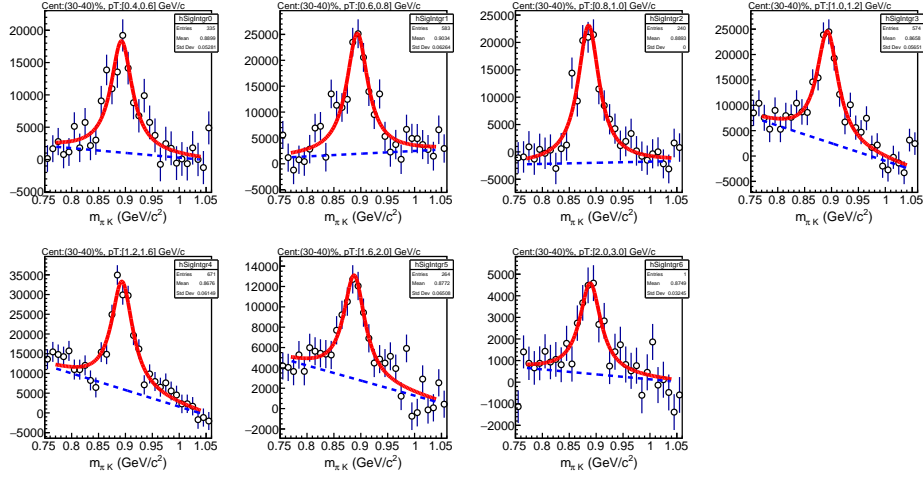 Cent:(30-40)%, pT:[0.4,0.6] GeV/c
hSigIntgr0
Entries 335
Mean 0.8899
Std Dev 0.05281
20000
15000
10000
5000
0
−5000
0.75 0.8 0.85 0.9 0.95 1 1.05
m π K (GeV/c²)
Cent:(30-40)%, pT:[0.6,0.8] GeV/c
hSigIntgr1
Entries 583
Mean 0.9034
Std Dev 0.06264
30000
25000
20000
15000
10000
5000
0
−5000
0.75 0.8 0.85 0.9 0.95 1 1.05
m π K (GeV/c²)
Cent:(30-40)%, pT:[0.8,1.0] GeV/c
hSigIntgr2
Entries 240
Mean 0.8883
Std Dev 0
25000
20000
15000
10000
5000
0
−5000
0.75 0.8 0.85 0.9 0.95 1 1.05
m π K (GeV/c²)
Cent:(30-40)%, pT:[1.0,1.2] GeV/c
hSigIntgr3
Entries 574
Mean 0.8658
Std Dev 0.05651
25000
20000
15000
10000
5000
0
−5000
0.75 0.8 0.85 0.9 0.95 1 1.05
m π K (GeV/c²)
Cent:(30-40)%, pT:[1.2,1.6] GeV/c
hSigIntgr4
Entries 671
Mean 0.8676
Std Dev 0.06149
35000
30000
25000
20000
15000
10000
5000
0
−5000
0.75 0.8 0.85 0.9 0.95 1 1.05
m π K (GeV/c²)
Cent:(30-40)%, pT:[1.6,2.0] GeV/c
hSigIntgr5
Entries 264
Mean 0.8772
Std Dev 0.06508
14000
12000
10000
8000
6000
4000
2000
0
−2000
0.75 0.8 0.85 0.9 0.95 1 1.05
m π K (GeV/c²)
Cent:(30-40)%, pT:[2.0,3.0] GeV/c
hSigIntgr6
Entries 1
Mean 0.8749
Std Dev 0.03245
6000
5000
4000
3000
2000
1000
0
−1000
−2000
0.75 0.8 0.85 0.9 0.95 1 1.05
m π K (GeV/c²)